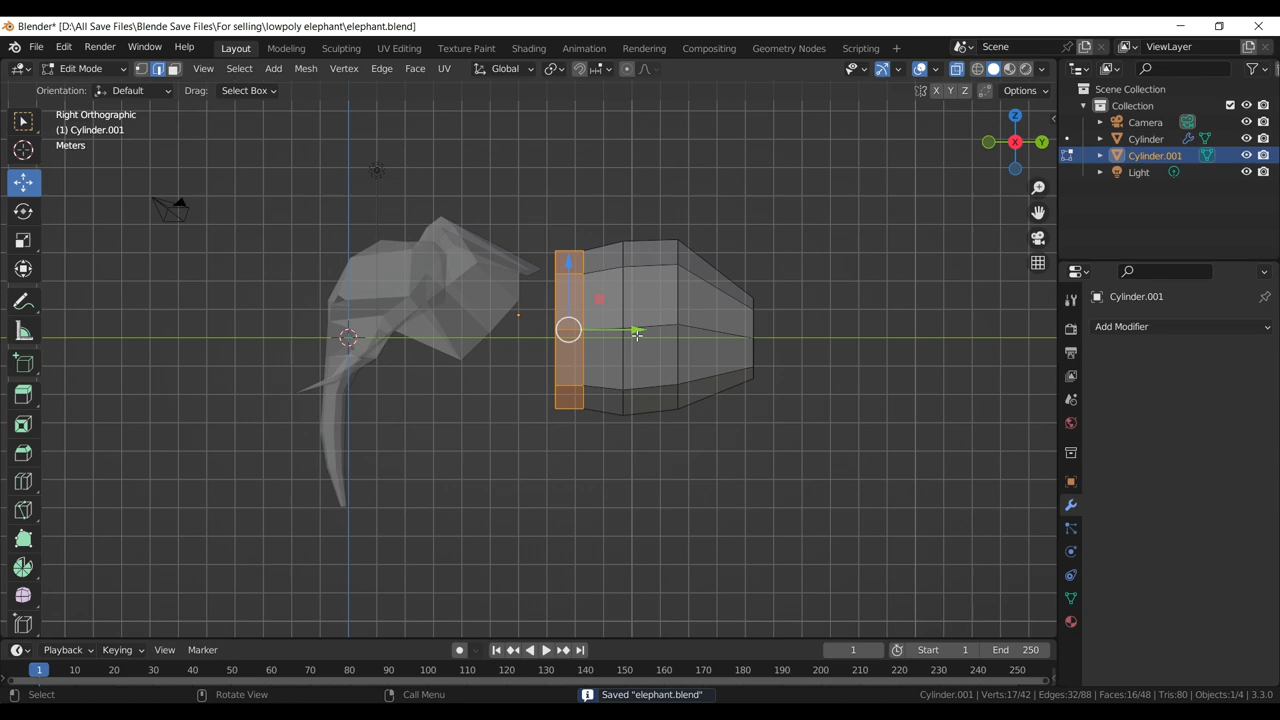 Blender* [D:\All Save Files\Blende Save Files\For selling\lowpoly elephant\elephant.blend]
File Edit Render Window Help Layout Modeling Sculpting UV Editing Texture Paint Shading Animation Rendering Compositing Geometry Nodes Scripting + Scene ViewLayer
Edit Mode View Select Add Mesh Vertex Edge Face UV Global
Orientation: Default Drag: Select Box X Y Z Options
Right Orthographic
(1) Cylinder.001
Meters
Z
X
Y
Scene Collection
Collection
Camera
Cylinder
Cylinder.001
Light
Cylinder.001
Add Modifier
Playback Keying View Marker 1 Start 1 End 250
1 10 20 30 40 50 60 70 80 90 100 110 120 130 140 150 160 170 180 190 200 210 220 230 240 250
Select Rotate View Call Menu Saved "elephant.blend" Cylinder.001 | Verts:17/42 | Edges:32/88 | Faces:16/48 | Tris:80 | Objects:1/4 | 3.3.0